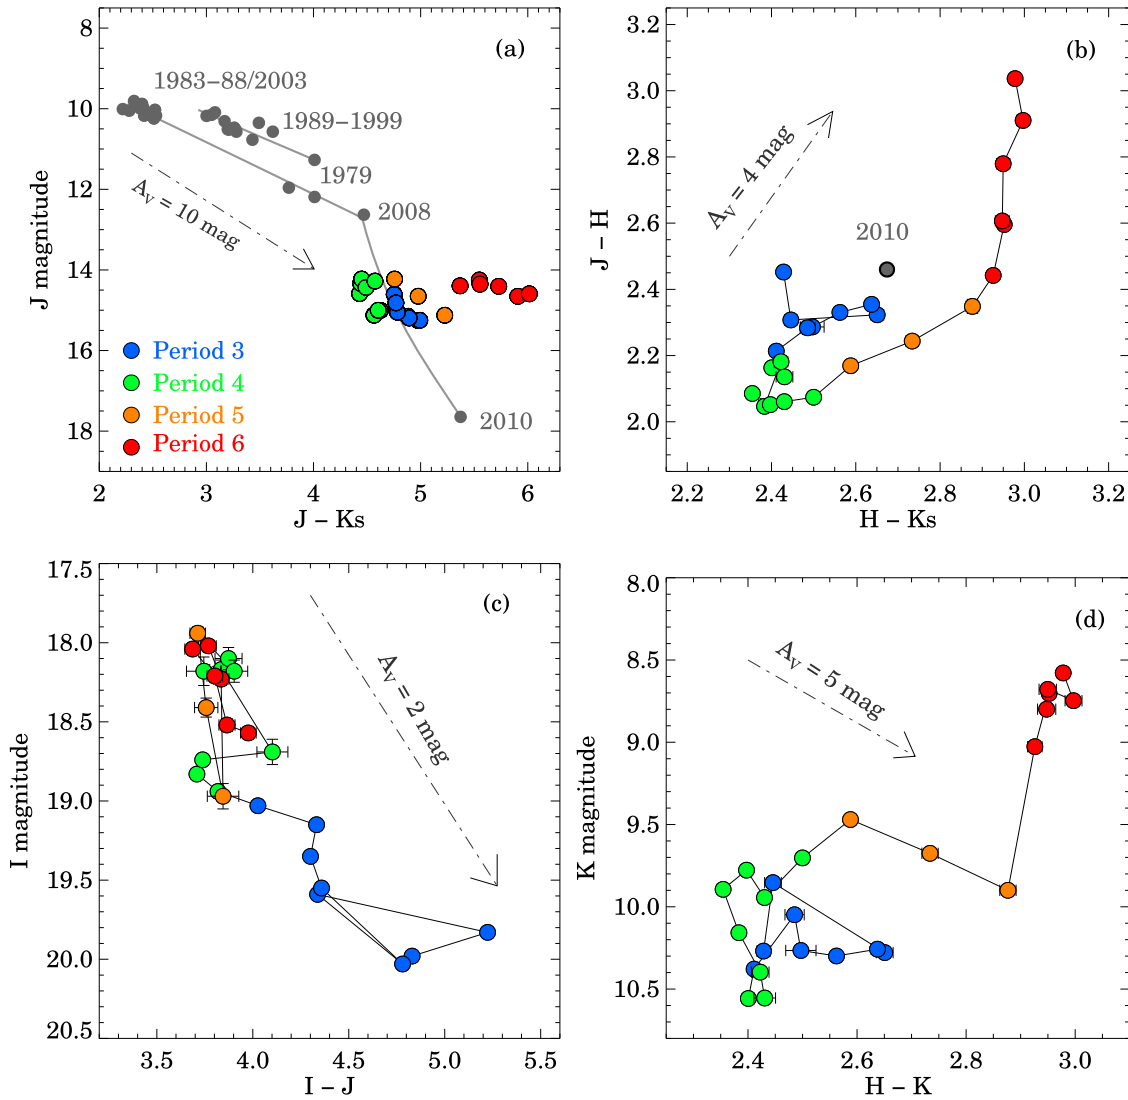 8
10
12
14
16
18
J magnitude
(a)
1983–88/2003
1989–1999
1979
2008
2010
A_V = 10 mag
Period 3
Period 4
Period 5
Period 6
2 3 4 5 6
J – Ks
3.2
3.0
2.8
2.6
2.4
2.2
2.0
J – H
(b)
A_V = 4 mag
2010
2.2 2.4 2.6 2.8 3.0 3.2
H – Ks
17.5
18.0
18.5
19.0
19.5
20.0
20.5
I magnitude
(c)
A_V = 2 mag
3.5 4.0 4.5 5.0 5.5
I – J
8.0
8.5
9.0
9.5
10.0
10.5
K magnitude
(d)
A_V = 5 mag
2.4 2.6 2.8 3.0
H – K